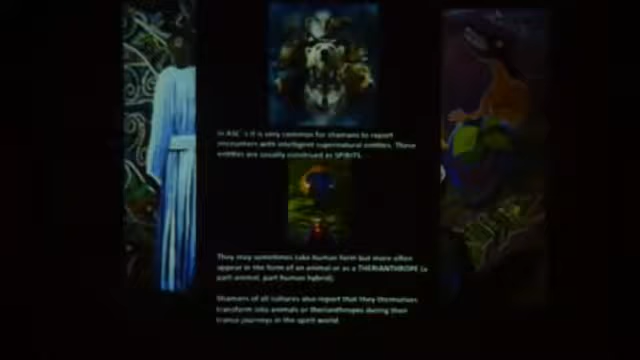 In ASC's it is very common for shamans to report
encounters with intelligent supernatural entities. These
entities are usually construed as SPIRITS.
They may sometimes take human form but more often
appear in the form of an animal or as a THERIANTHROPE (a
part-animal, part human hybrid).
Shamans of all cultures also report that they themselves
transform into animals or therianthropes during their
trance journeys in the spirit world.